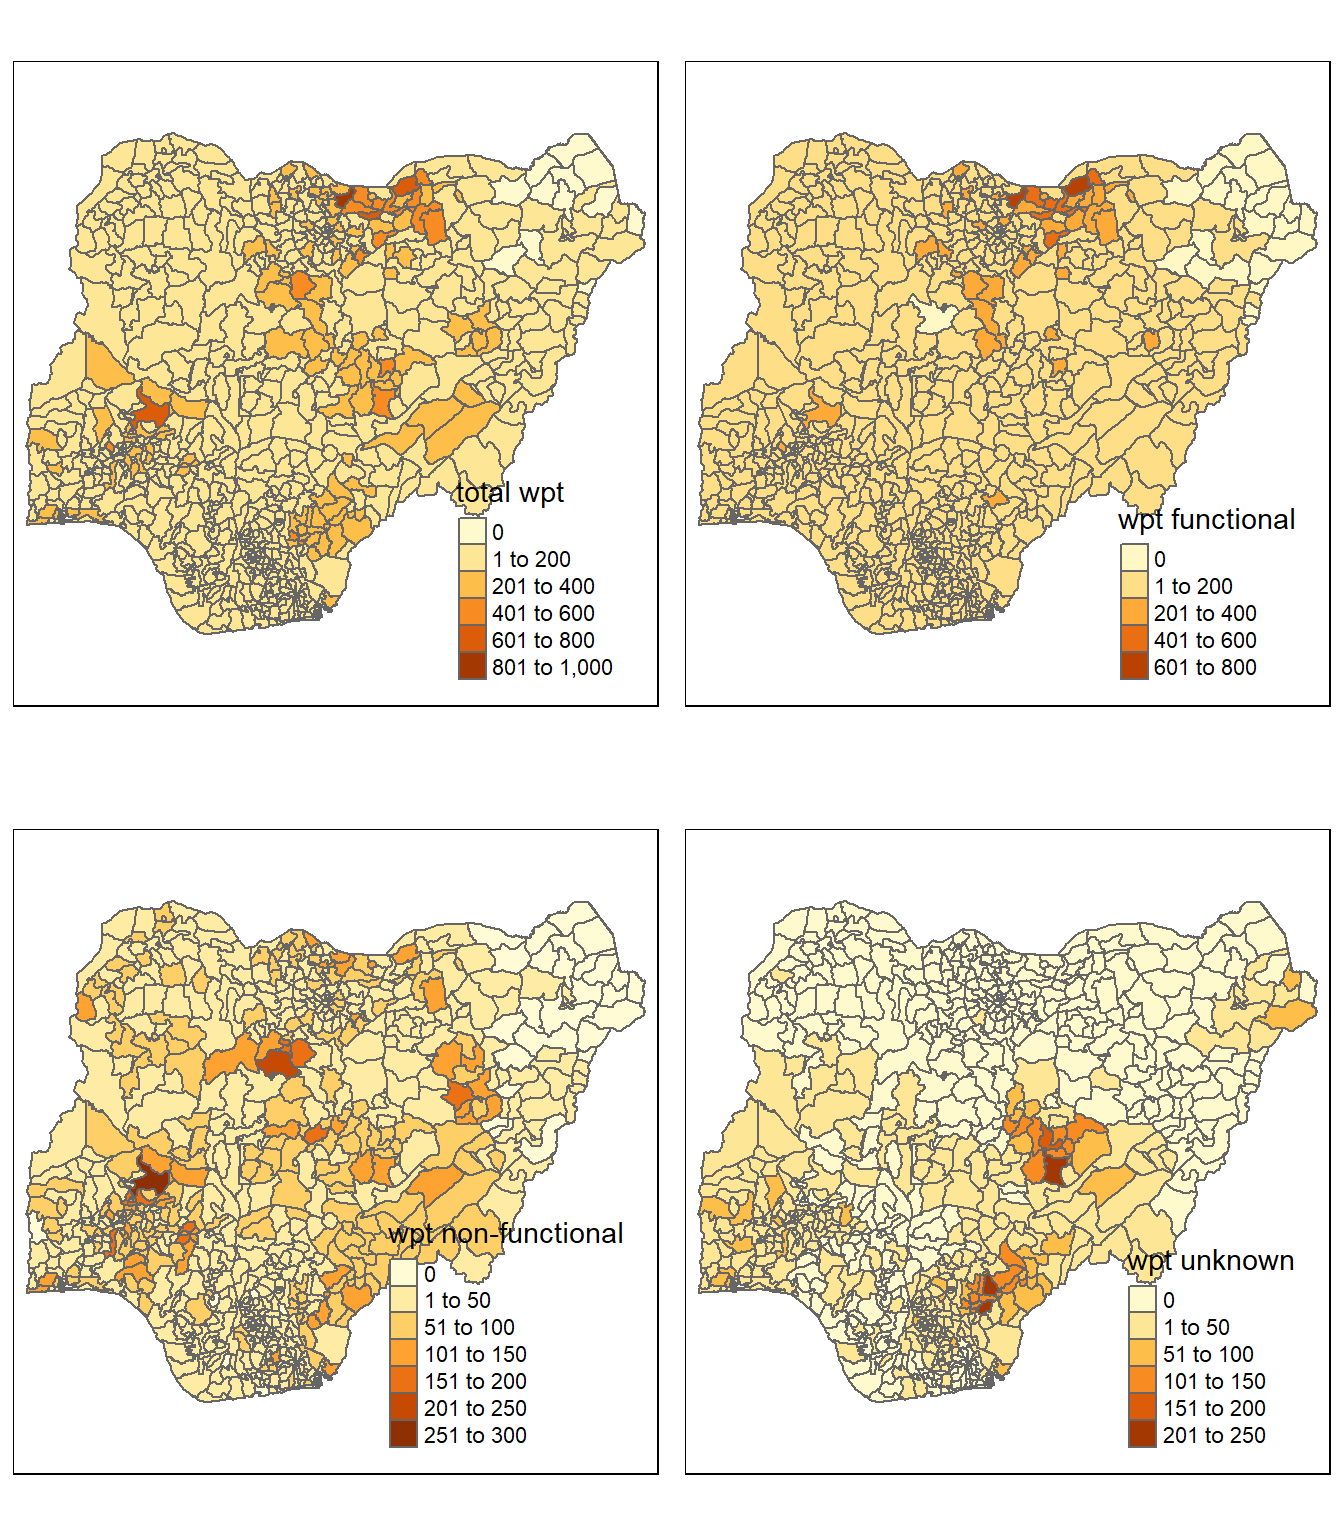 total wpt
0
1 to 200
201 to 400
401 to 600
601 to 800
801 to 1,000
wpt functional
0
1 to 200
201 to 400
401 to 600
601 to 800
wpt non-functional
0
1 to 50
51 to 100
101 to 150
151 to 200
201 to 250
251 to 300
wpt unknown
0
1 to 50
51 to 100
101 to 150
151 to 200
201 to 250